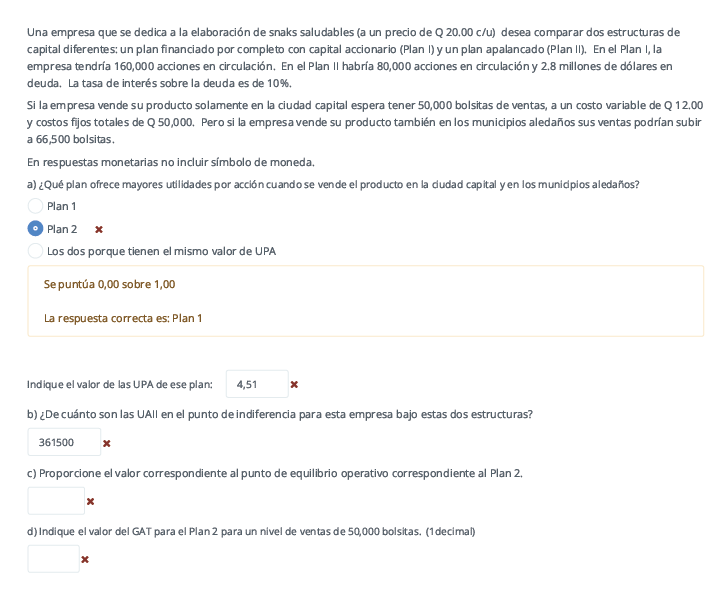 Una empresa que se dedica a la elaboración de snaks saludables (a un precio de Q 20.00 c/u) desea comparar dos estructuras de
capital diferentes: un plan financiado por completo con capital accionario (Plan I) y un plan apalancado (Plan II). En el Plan I, la
empresa tendría 160,000 acciones en circulación. En el Plan II habría 80,000 acciones en circulación y 2.8 millones de dólares en
deuda. La tasa de interés sobre la deuda es de 10%.
Si la empresa vende su producto solamente en la ciudad capital espera tener 50,000 bolsitas de ventas, a un costo variable de Q 12.00
y costos fijos totales de Q 50,000. Pero si la empresa vende su producto también en los municipios aledaños sus ventas podrían subir
a 66,500 bolsitas.
En respuestas monetarias no incluir símbolo de moneda.
a) ¿Qué plan ofrece mayores utilidades por acción cuando se vende el producto en la ciudad capital y en los municipios aledaños?
Plan 1
Plan 2
Los dos porque tienen el mismo valor de UPA
Se puntúa 0,00 sobre 1,00
La respuesta correcta es: Plan 1
Indique el valor de las UPA de ese plan: 4,51
b) ¿De cuánto son las UAII en el punto de indiferencia para esta empresa bajo estas dos estructuras?
361500
c) Proporcione el valor correspondiente al punto de equilibrio operativo correspondiente al Plan 2.
d) Indique el valor del GAT para el Plan 2 para un nivel de ventas de 50,000 bolsitas. (1decimal)